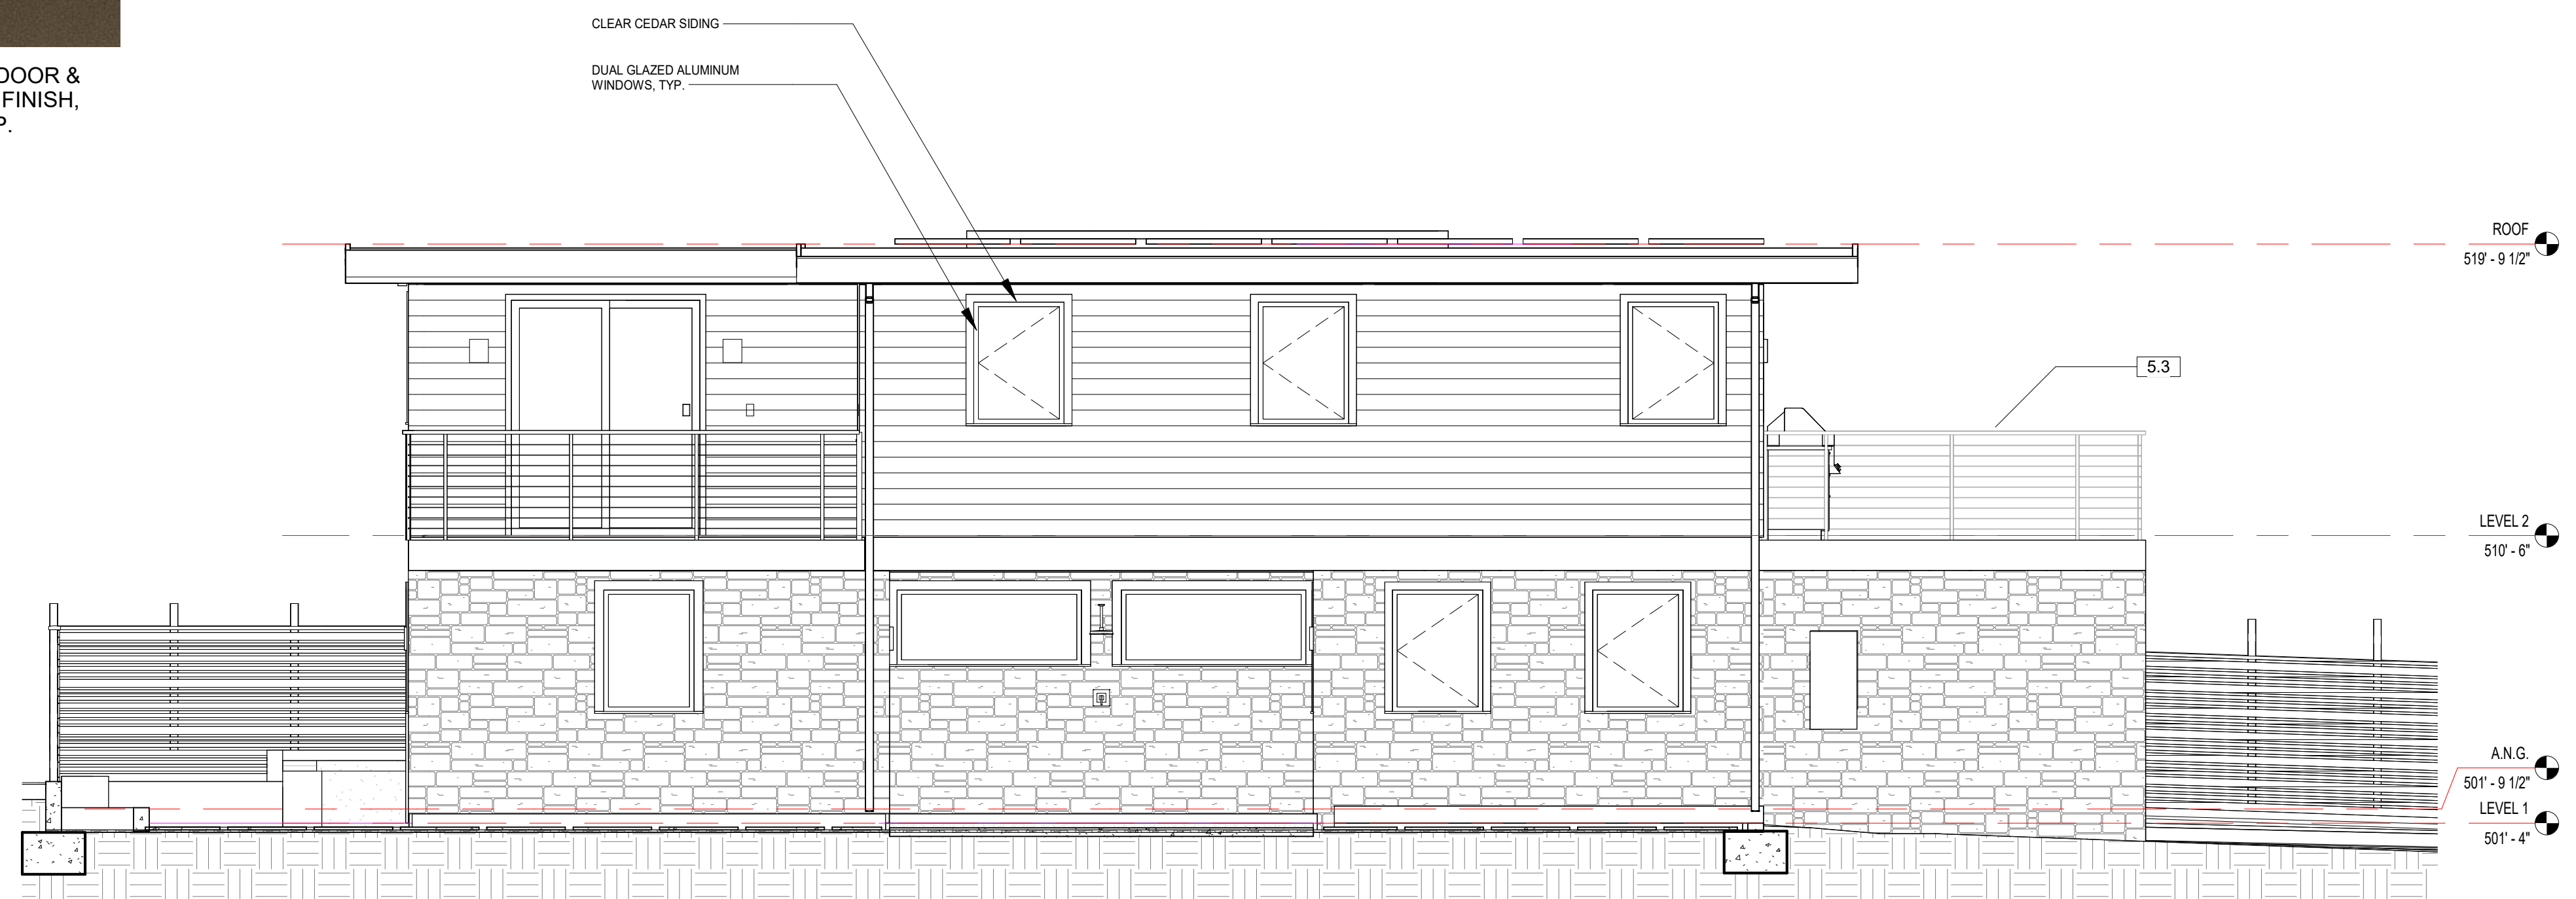 DOOR &
FINISH,
P.
CLEAR CEDAR SIDING
DUAL GLAZED ALUMINUM
WINDOWS, TYP.
ROOF
519' - 9 1/2"
5.3
LEVEL 2
510' - 6"
A.N.G.
501' - 9 1/2"
LEVEL 1
501' - 4"